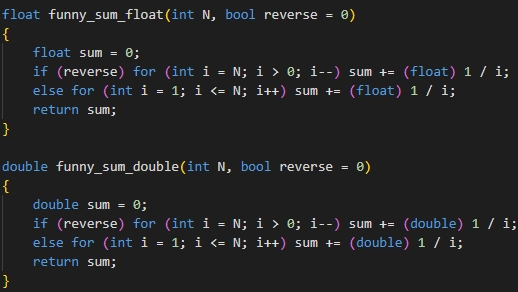 float funny_sum_float(int N, bool reverse = 0)
{
    float sum = 0;
    if (reverse) for (int i = N; i > 0; i--) sum += (float) 1 / i;
    else for (int i = 1; i <= N; i++) sum += (float) 1 / i;
    return sum;
}

double funny_sum_double(int N, bool reverse = 0)
{
    double sum = 0;
    if (reverse) for (int i = N; i > 0; i--) sum += (double) 1 / i;
    else for (int i = 1; i <= N; i++) sum += (double) 1 / i;
    return sum;
}